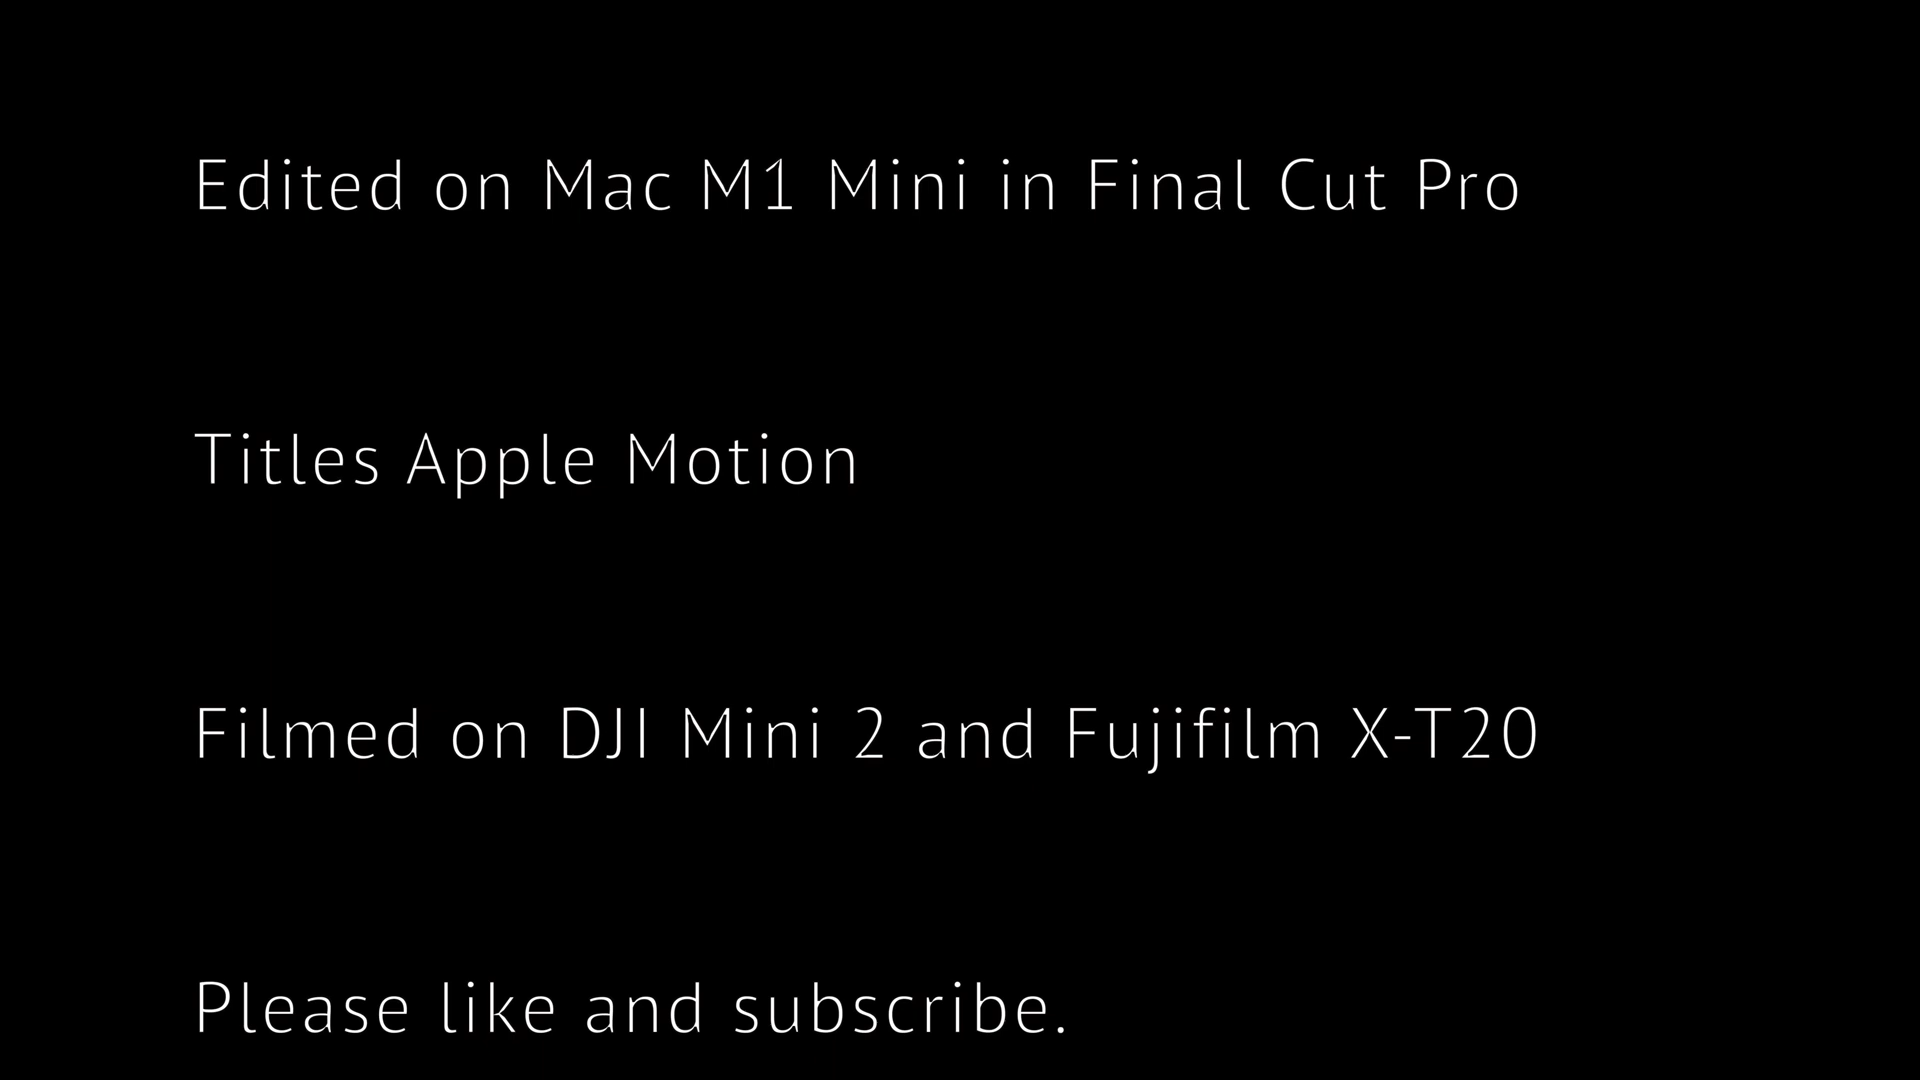 Edited on Mac M1 Mini in Final Cut Pro
Titles Apple Motion
Filmed on DJI Mini 2 and Fujifilm X-T20
Please like and subscribe.